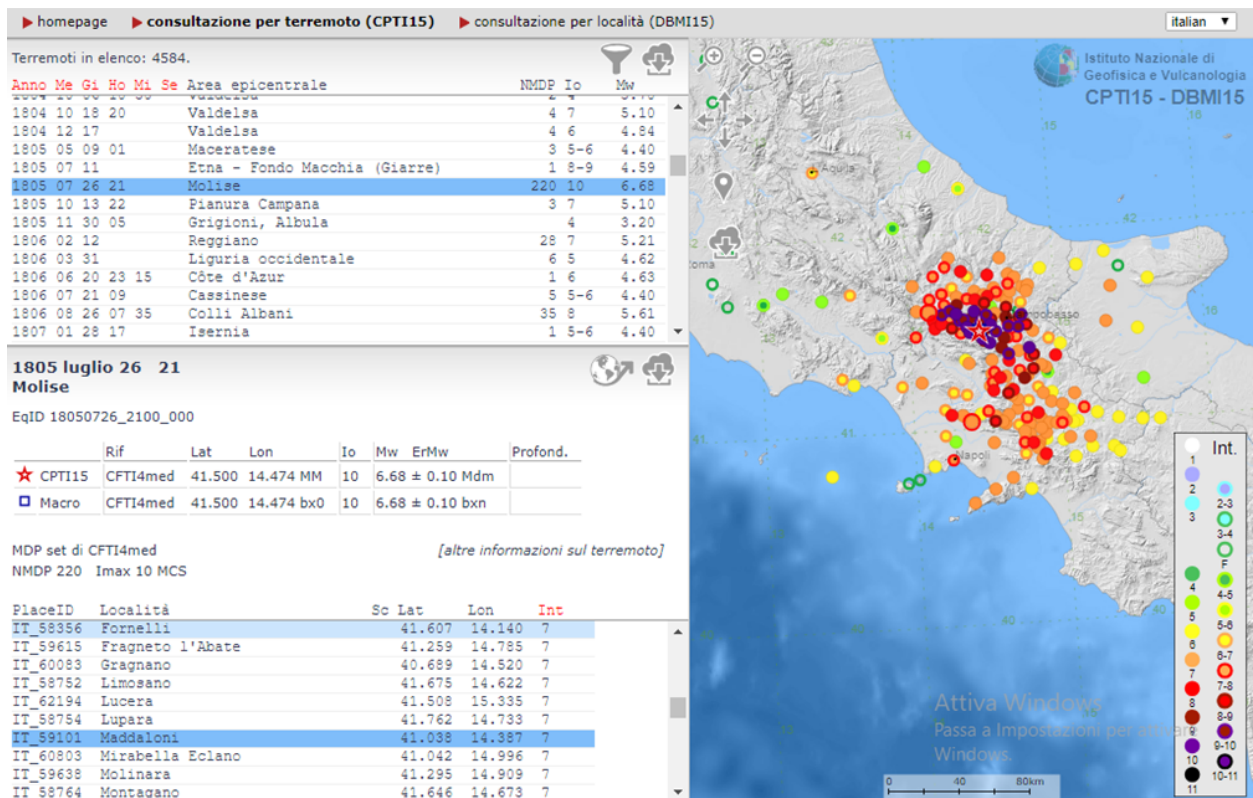 homepage consultazione per terremoto (CPTI15) consultazione per località (DBMI15) italian
Terremoti in elenco: 4584.
Anno Me Gi Ho Mi Se Area epicentrale NMDP Io Mw
1804 10 18 20 Valdelsa 4 7 5.10
1804 12 17 Valdelsa 4 6 4.84
1805 05 09 01 Maceratese 3 5-6 4.40
1805 07 11 Etna - Fondo Macchia (Giarre) 1 8-9 4.59
1805 07 26 21 Molise 220 10 6.68
1805 10 13 22 Pianura Campana 3 7 5.10
1805 11 30 05 Grigioni, Albula 4 3.20
1806 02 12 Reggiano 28 7 5.21
1806 03 31 Liguria occidentale 6 5 4.62
1806 06 20 23 15 Côte d'Azur 1 6 4.63
1806 07 21 09 Cassinese 5 5-6 4.40
1806 08 26 07 35 Colli Albani 35 8 5.61
1807 01 28 17 Isernia 1 5-6 4.40
1805 luglio 26 21
Molise
EqID 18050726_2100_000
Rif Lat Lon Io Mw ErMw Profond.
CPTI15 CFTI4med 41.500 14.474 MM 10 6.68 ± 0.10 Mdm
Macro CFTI4med 41.500 14.474 bx0 10 6.68 ± 0.10 bxn
MDP set di CFTI4med [altre informazioni sul terremoto]
NMDP 220 Imax 10 MCS
PlaceID Località Sc Lat Lon Int
IT_58356 Fornelli 41.607 14.140 7
IT_59615 Fragneto l'Abate 41.259 14.785 7
IT_60083 Gragnano 40.689 14.520 7
IT_58752 Limosano 41.675 14.622 7
IT_62194 Lucera 41.508 15.335 7
IT_58754 Lupara 41.762 14.733 7
IT_59101 Maddaloni 41.038 14.387 7
IT_60803 Mirabella Eclano 41.042 14.996 7
IT_59638 Molinara 41.295 14.909 7
IT_58764 Montagano 41.646 14.673 7
Istituto Nazionale di
Geofisica e Vulcanologia
CPTI15 - DBMI15
Aquila
Napoli
Int.
1
2 2-3
3 3-4
F
4 4-5
5 5-6
6 6-7
7 7-8
8 8-9
9 9-10
10 10-11
11
Attiva Windows
Passa a Impostazioni per attivare
Windows.
0 40 80km